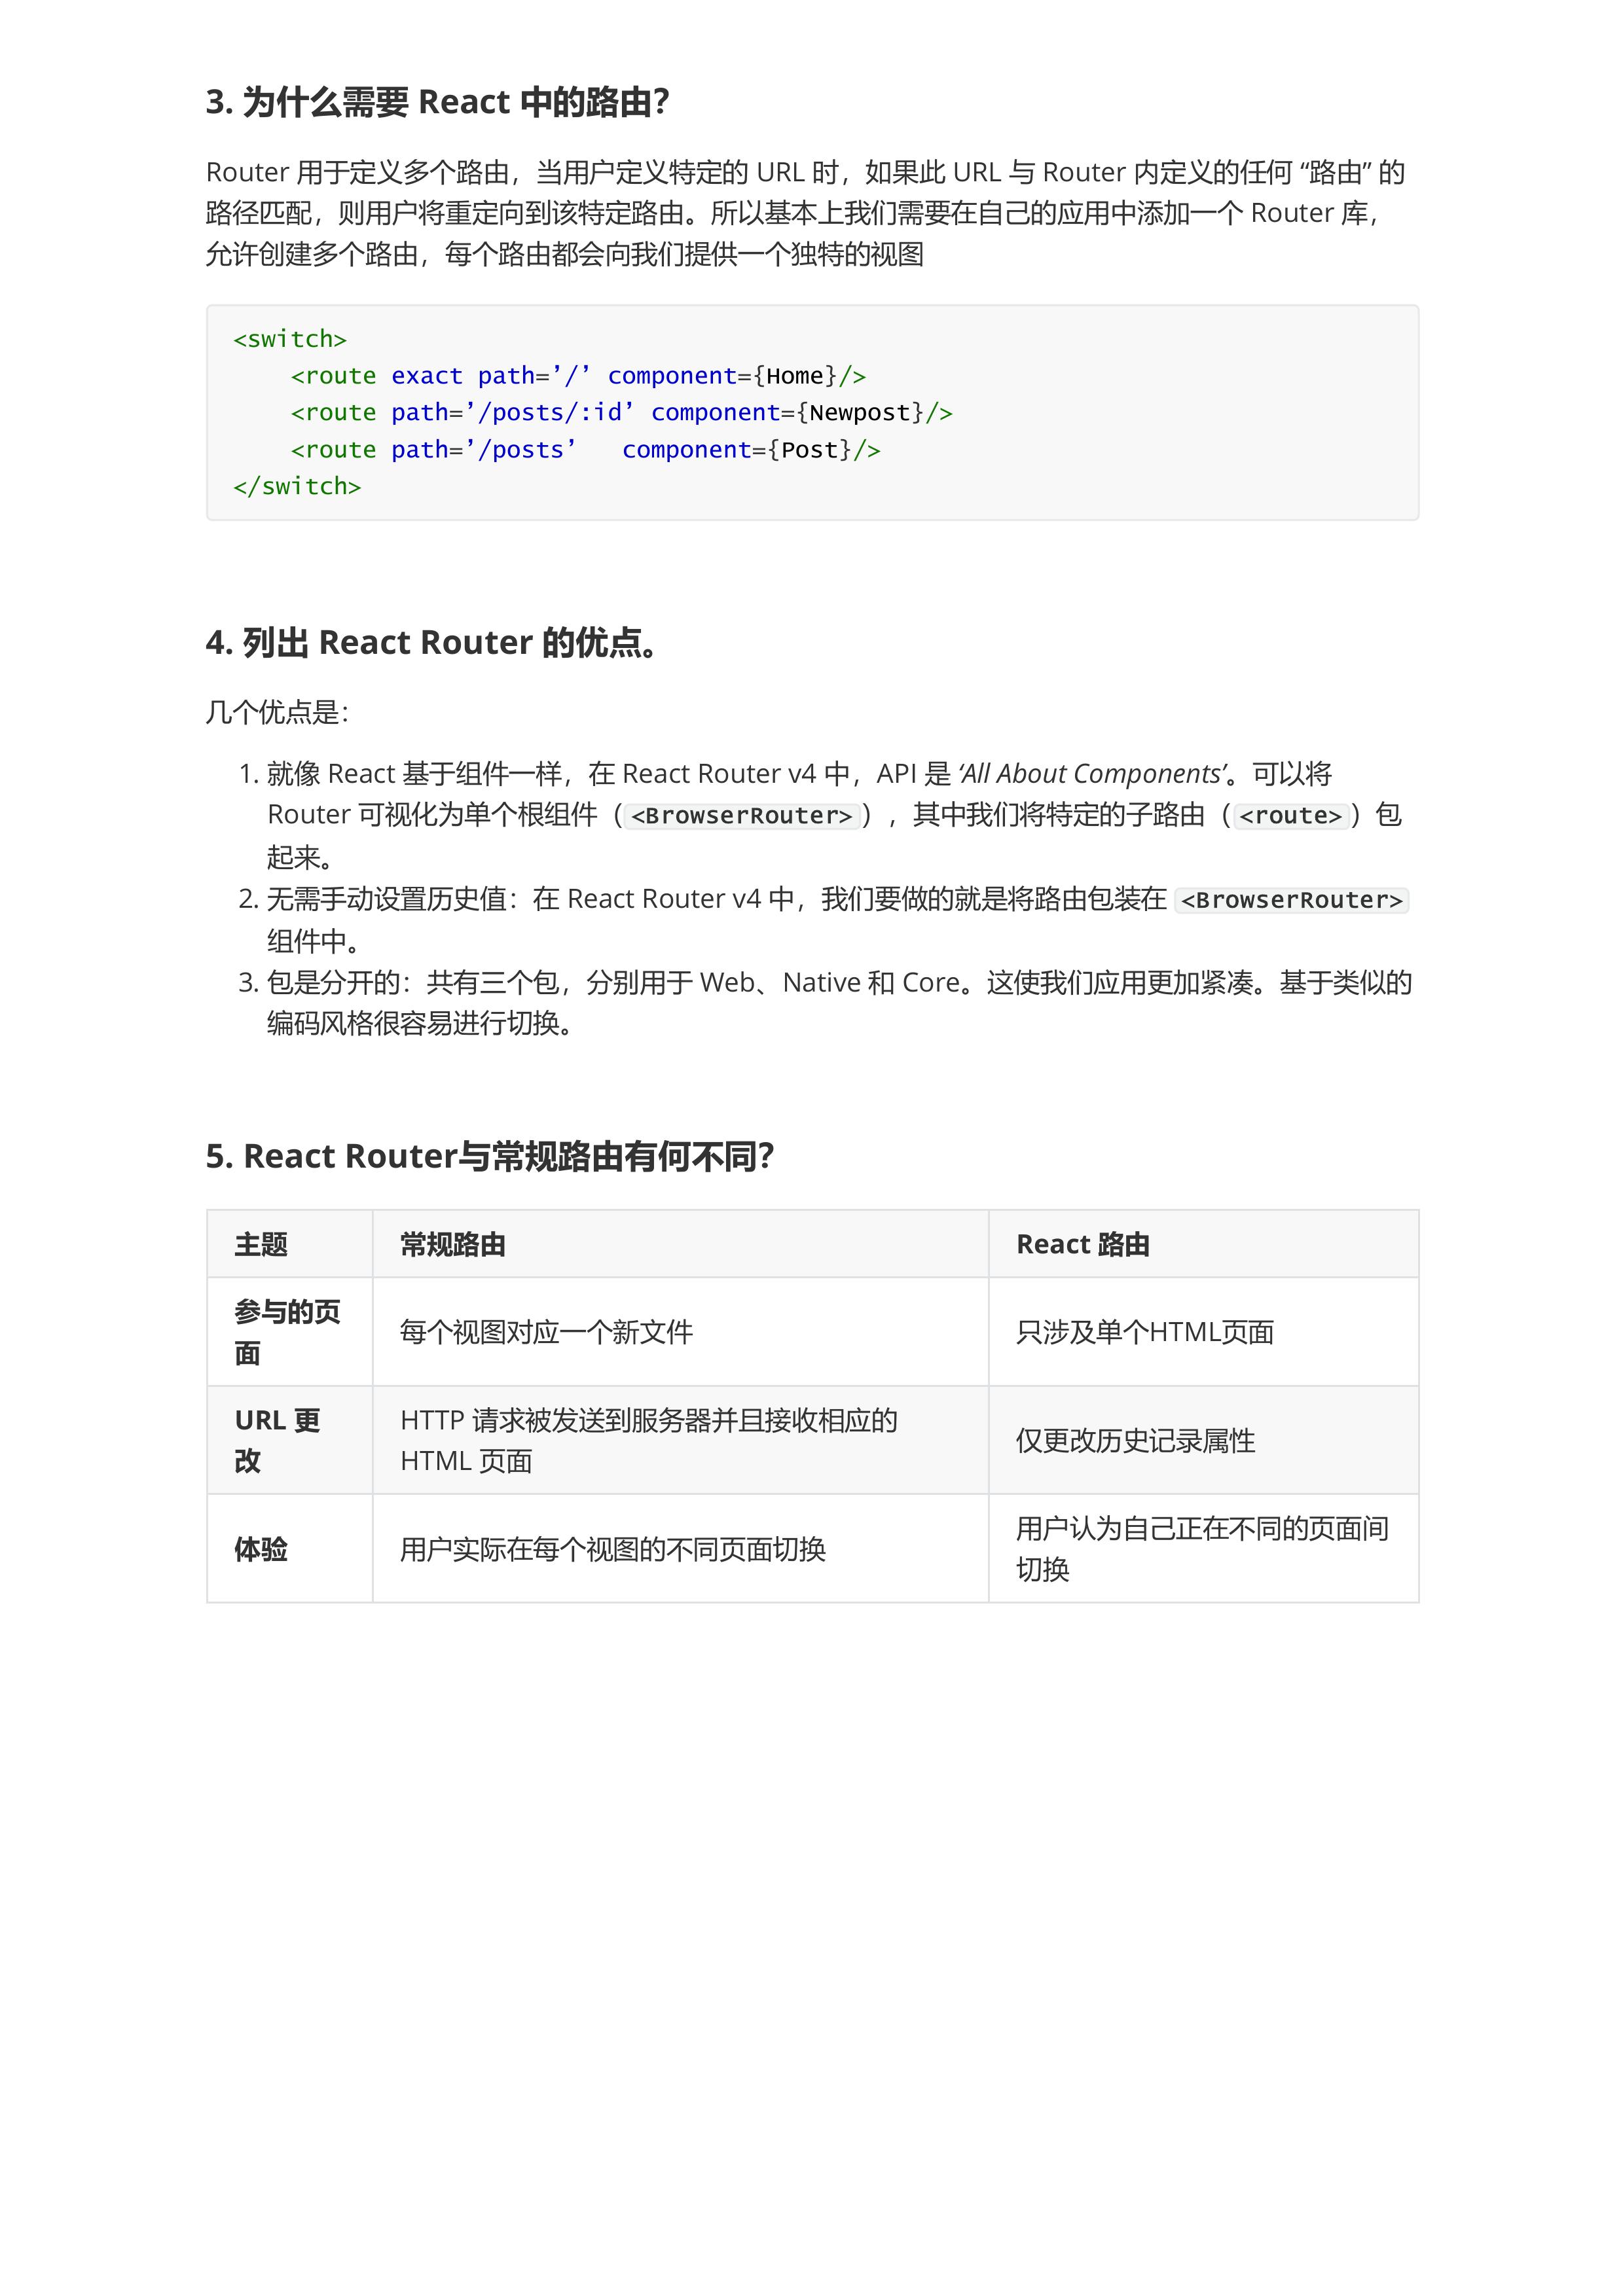 3. 为什么需要 React 中的路由？
Router 用于定义多个路由，当用户定义特定的 URL 时，如果此 URL 与 Router 内定义的任何 “路由” 的
路径匹配，则用户将重定向到该特定路由。所以基本上我们需要在自己的应用中添加一个 Router 库，
允许创建多个路由，每个路由都会向我们提供一个独特的视图
<switch>
    <route exact path=’/’ component={Home}/>
    <route path=’/posts/:id’ component={Newpost}/>
    <route path=’/posts’   component={Post}/>
</switch>
4. 列出 React Router 的优点。
几个优点是：
1. 就像 React 基于组件一样，在 React Router v4 中，API 是 ‘All About Components’。可以将
Router 可视化为单个根组件（<BrowserRouter>），其中我们将特定的子路由（<route>）包
起来。
2. 无需手动设置历史值：在 React Router v4 中，我们要做的就是将路由包装在 <BrowserRouter>
组件中。
3. 包是分开的：共有三个包，分别用于 Web、Native 和 Core。这使我们应用更加紧凑。基于类似的
编码风格很容易进行切换。
5. React Router与常规路由有何不同？
主题 常规路由 React 路由
参与的页
面
每个视图对应一个新文件
只涉及单个HTML页面
URL 更
改
HTTP 请求被发送到服务器并且接收相应的
HTML 页面
仅更改历史记录属性
体验
用户实际在每个视图的不同页面切换
用户认为自己正在不同的页面间
切换